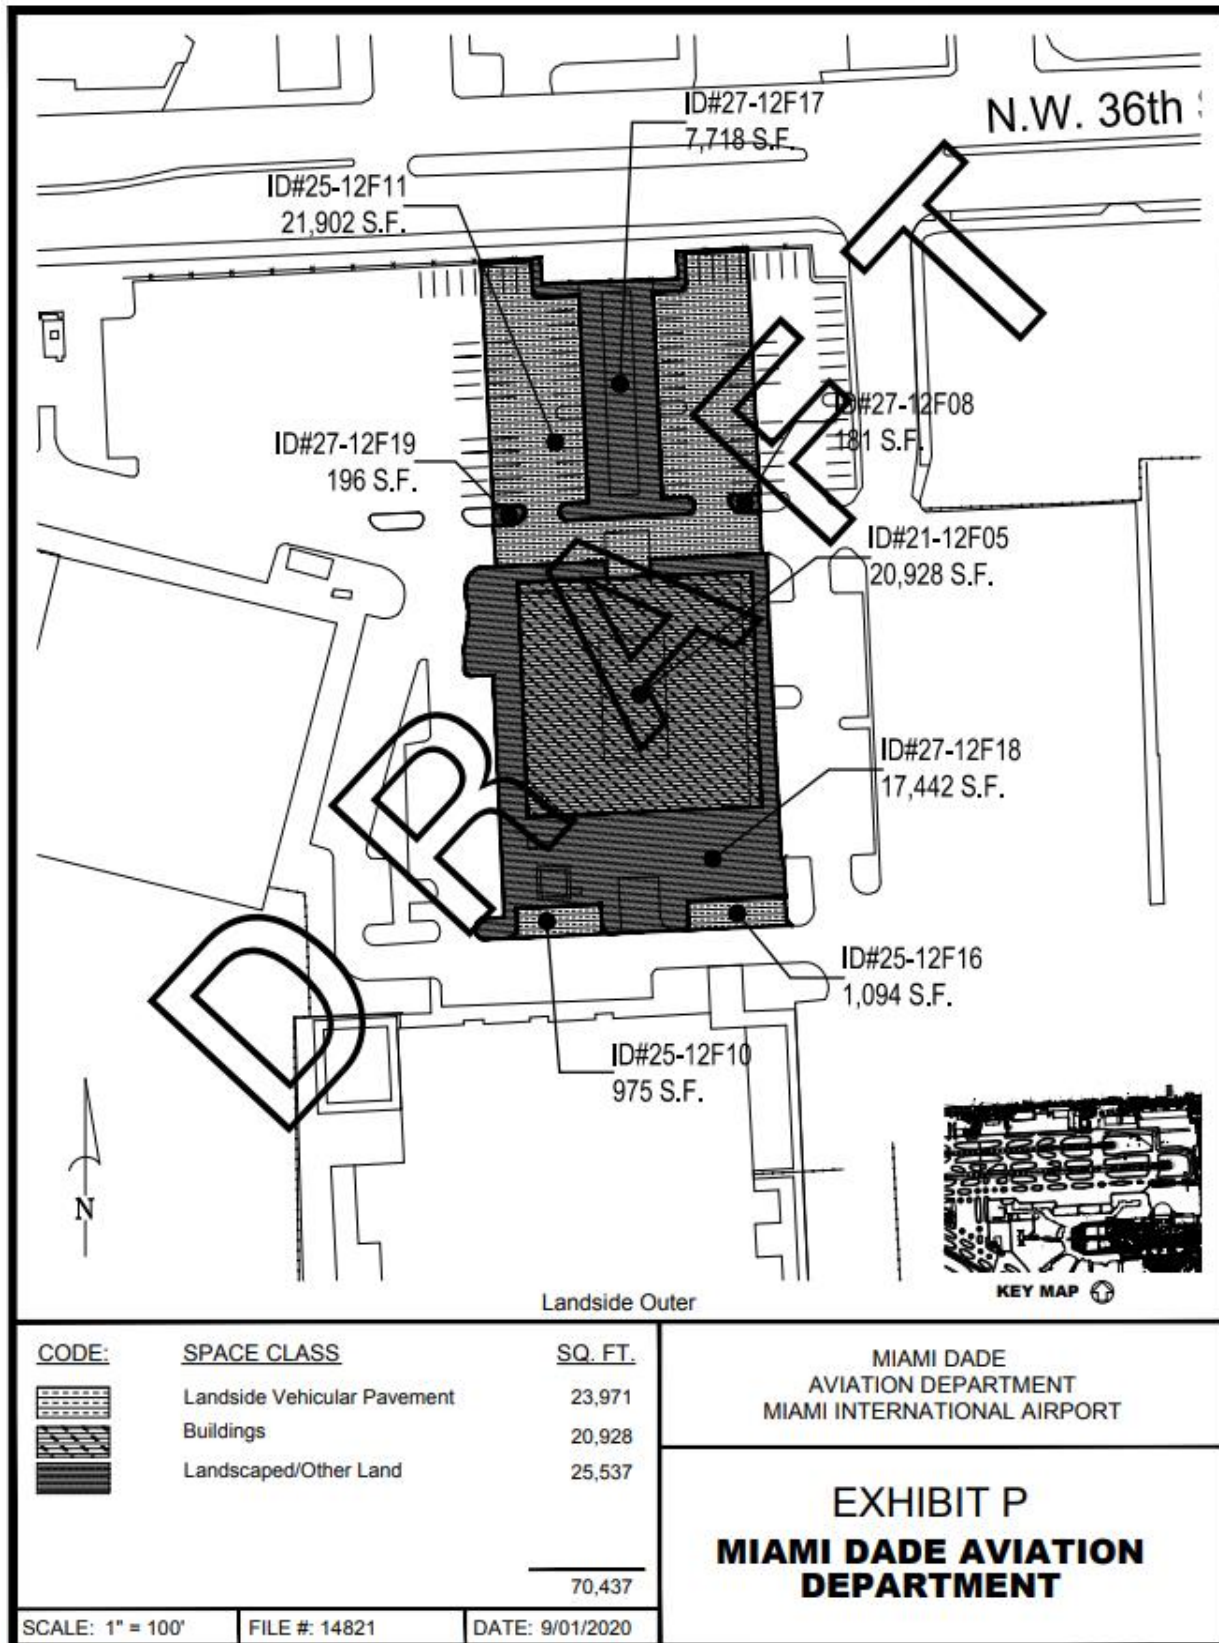 ID#27-12F17
7,718 S.F.
N.W. 36th
ID#25-12F11
21,902 S.F.
ID#27-12F08
181 S.F.
ID#27-12F19
196 S.F.
ID#21-12F05
20,928 S.F.
ID#27-12F18
17,442 S.F.
ID#25-12F16
1,094 S.F.
ID#25-12F10
975 S.F.
DRAFT
N
KEY MAP
Landside Outer
CODE: SPACE CLASS SQ. FT.
Landside Vehicular Pavement 23,971
Buildings 20,928
Landscaped/Other Land 25,537
70,437
SCALE: 1" = 100' FILE #: 14821 DATE: 9/01/2020
MIAMI DADE
AVIATION DEPARTMENT
MIAMI INTERNATIONAL AIRPORT
EXHIBIT P
MIAMI DADE AVIATION
DEPARTMENT